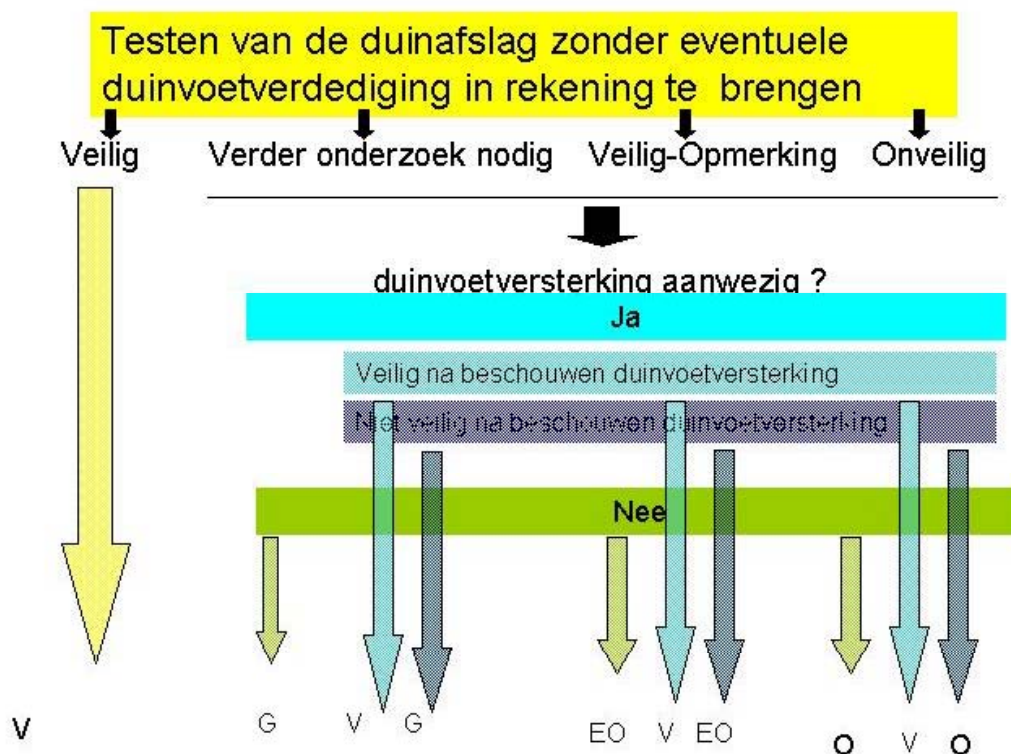 Testen van de duinafslag zonder eventuele
duinvoetverdediging in rekening te brengen
Veilig Verder onderzoek nodig Veilig-Opmerking Onveilig
duinvoetversterking aanwezig ?
Ja
Veilig na beschouwen duinvoetversterking
Niet veilig na beschouwen duinvoetversterking
Nee
V G V G EO V EO O V O